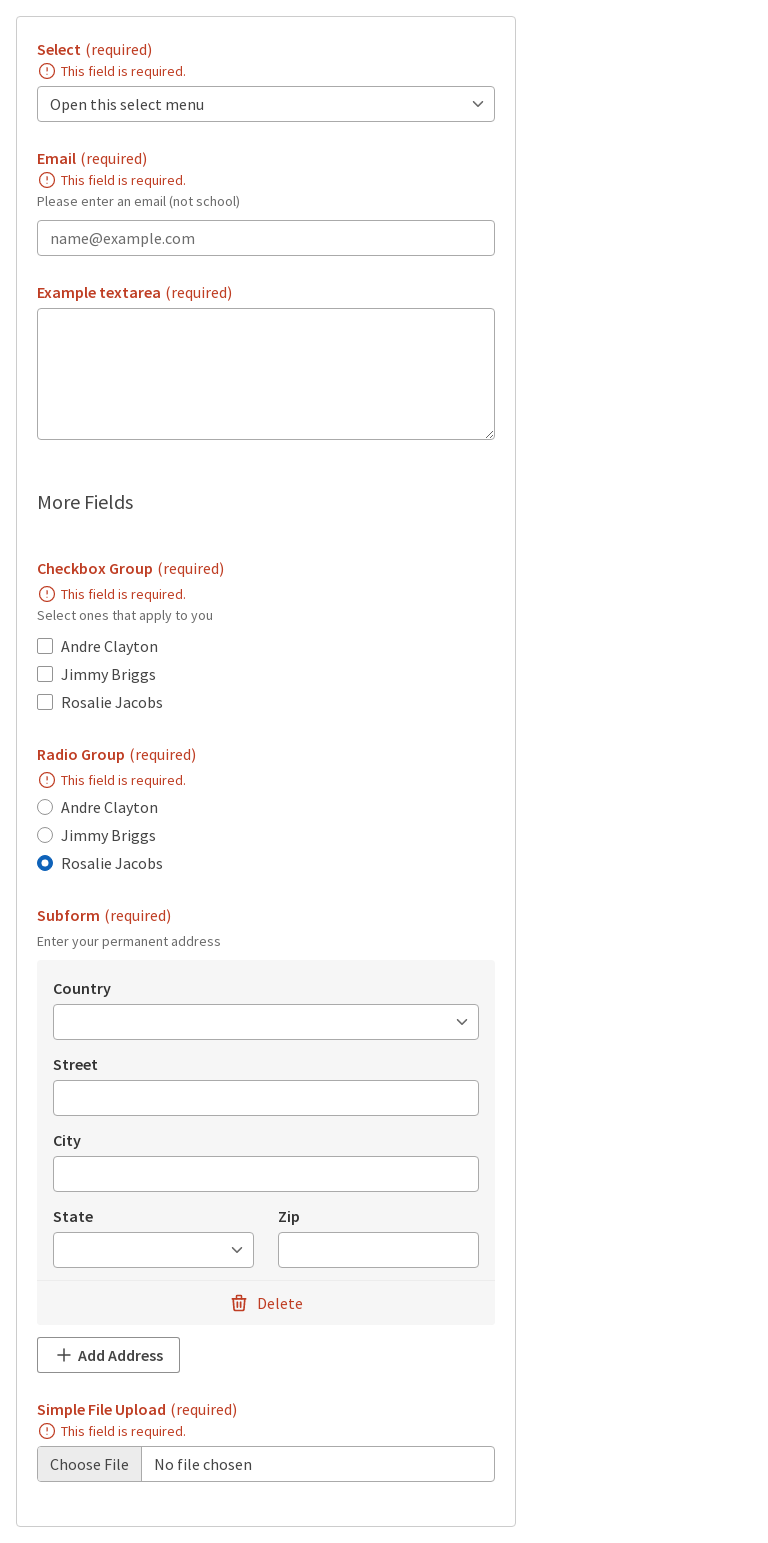 Select (required)
This field is required.
Open this select menu
Email (required)
This field is required.
Please enter an email (not school)
name@example.com
Example textarea (required)
More Fields
Checkbox Group (required)
This field is required.
Select ones that apply to you
Andre Clayton
Jimmy Briggs
Rosalie Jacobs
Radio Group (required)
This field is required.
Andre Clayton
Jimmy Briggs
Rosalie Jacobs
Subform (required)
Enter your permanent address
Country
Street
City
State Zip
Delete
Add Address
Simple File Upload (required)
This field is required.
Choose File No file chosen